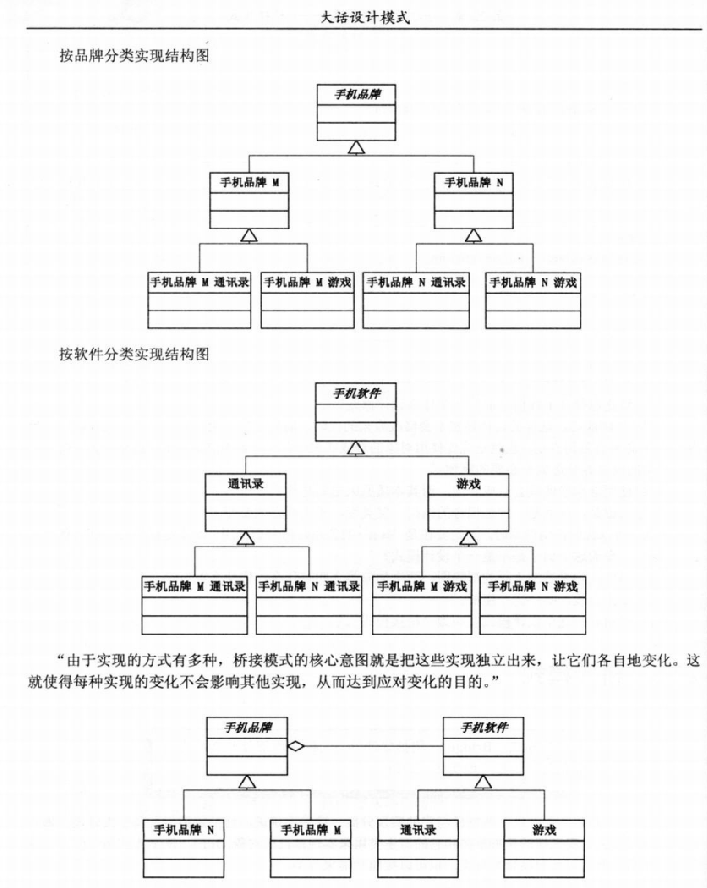 大话设计模式
按品牌分类实现结构图
手机品牌
手机品牌 M
手机品牌 N
手机品牌 M 通讯录
手机品牌 M 游戏
手机品牌 N 通讯录
手机品牌 N 游戏
按软件分类实现结构图
手机软件
通讯录
游戏
手机品牌 M 通讯录
手机品牌 N 通讯录
手机品牌 M 游戏
手机品牌 N 游戏
“由于实现的方式有多种，桥接模式的核心意图就是把这些实现独立出来，让它们各自地变化。这
就使得每种实现的变化不会影响其他实现，从而达到应对变化的目的。”
手机品牌
手机软件
手机品牌 N
手机品牌 M
通讯录
游戏